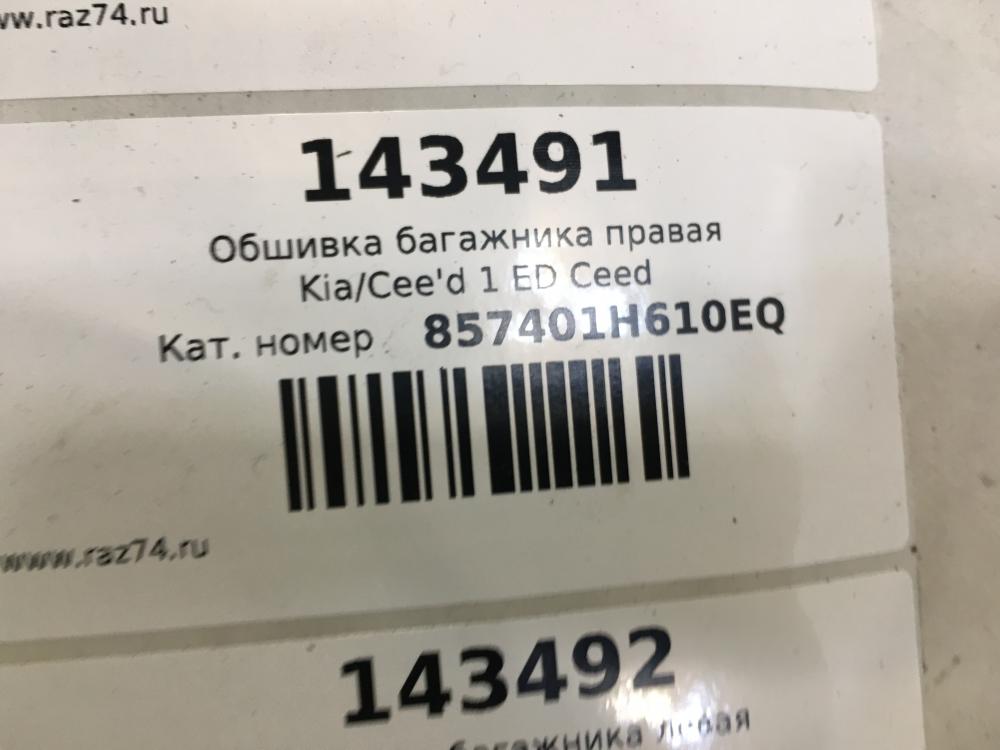 www.raz74.ru
143491
Обшивка багажника правая
Kia/Cee'd 1 ED Ceed
Кат. номер 857401H610EQ
www.raz74.ru
143492
багажника левая